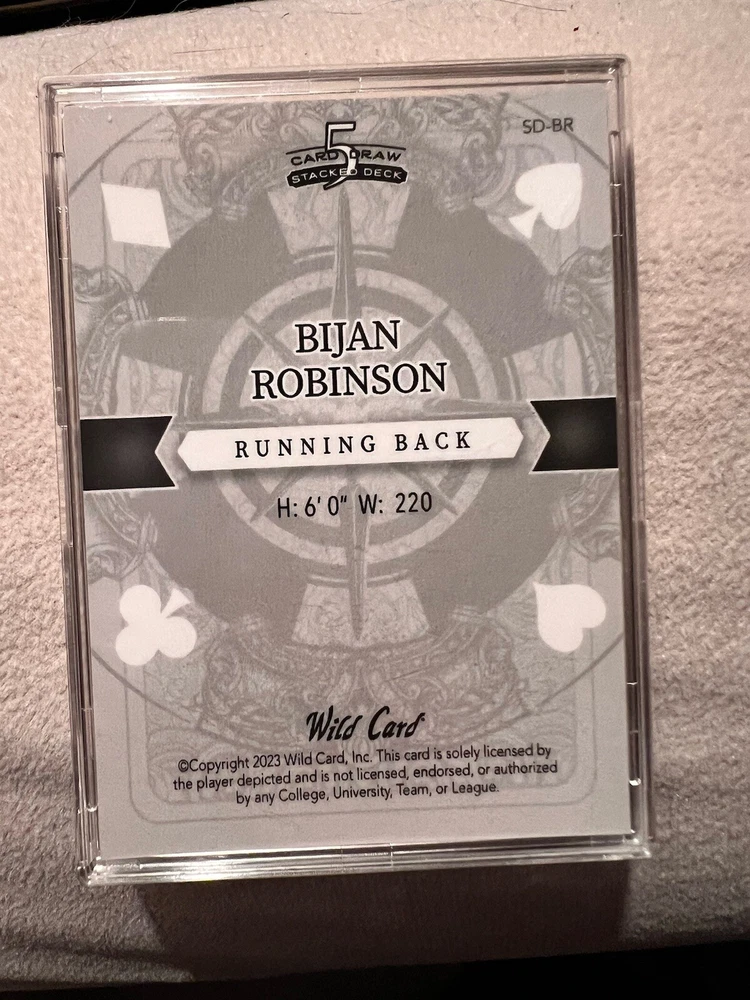 SD-BR
5
CARD DRAW
STACKED DECK
BIJAN
ROBINSON
RUNNING BACK
H: 6' 0" W: 220
Wild Card
©Copyright 2023 Wild Card, Inc. This card is solely licensed by
the player depicted and is not licensed, endorsed, or authorized
by any College, University, Team, or League.